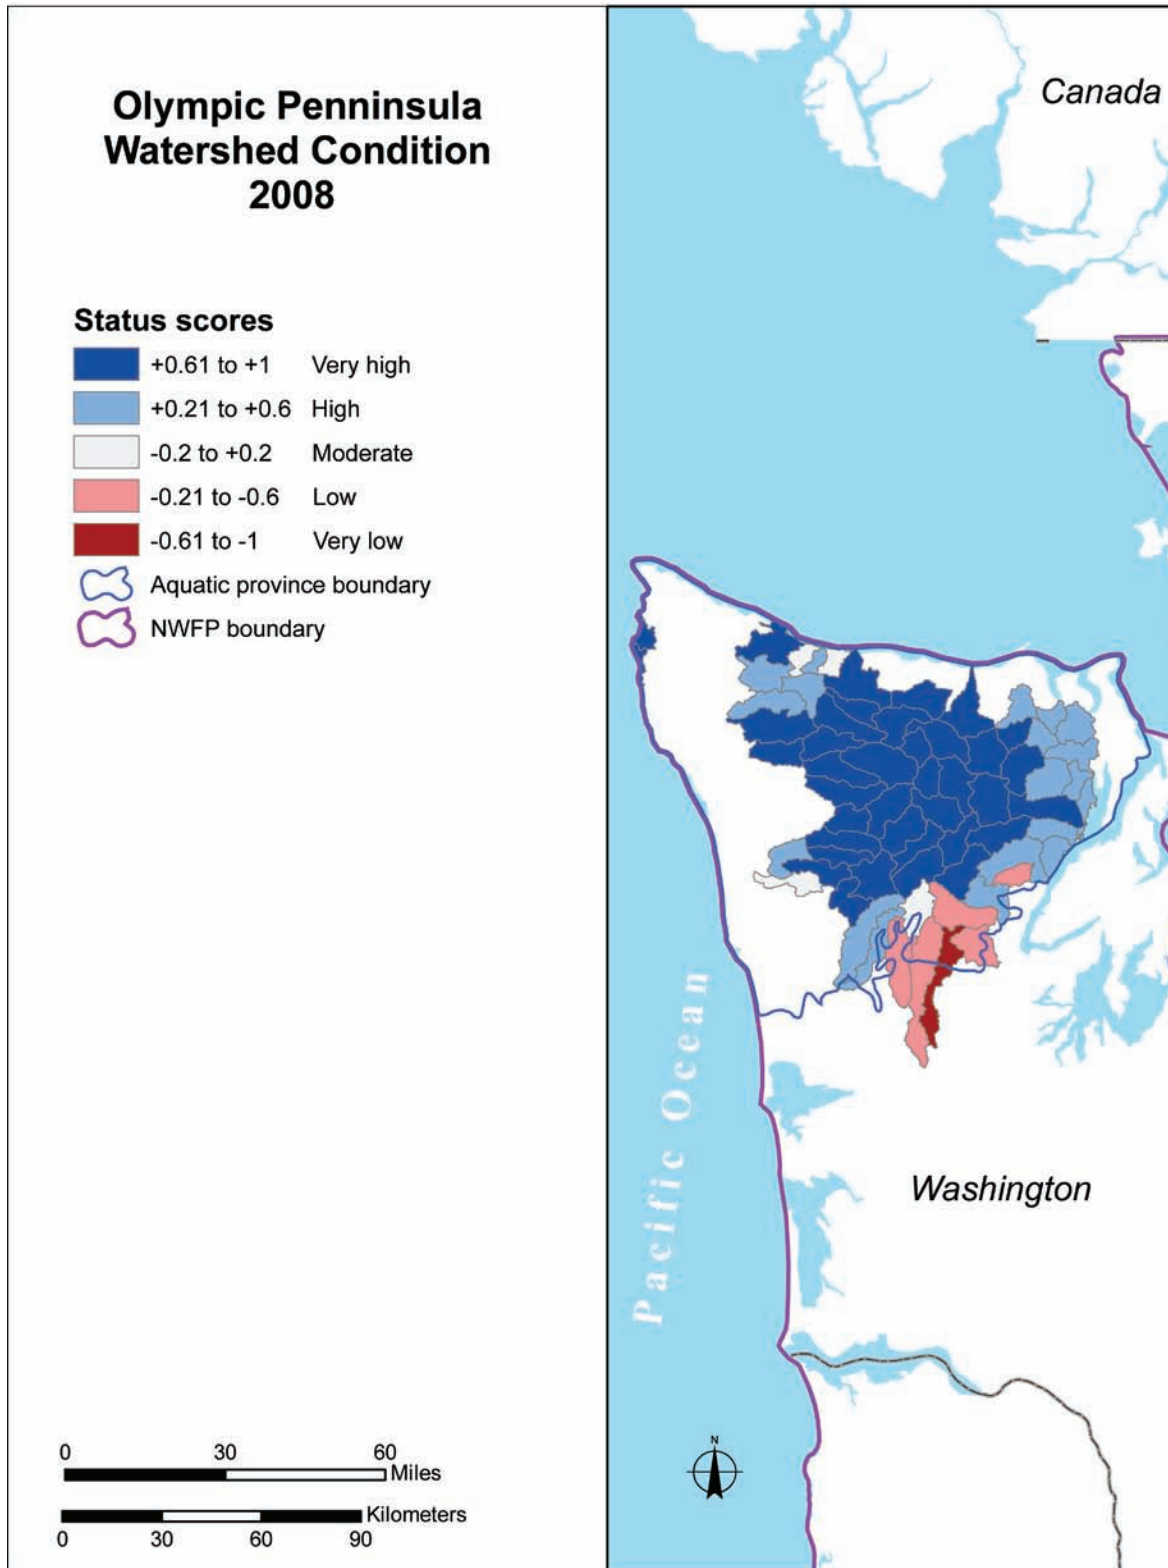 Olympic Penninsula
Watershed Condition
2008
Status scores
+0.61 to +1 Very high
+0.21 to +0.6 High
-0.2 to +0.2 Moderate
-0.21 to -0.6 Low
-0.61 to -1 Very low
Aquatic province boundary
NWFP boundary
Canada
Pacific Ocean
Washington
N
0 30 60
Miles
Kilometers
0 30 60 90